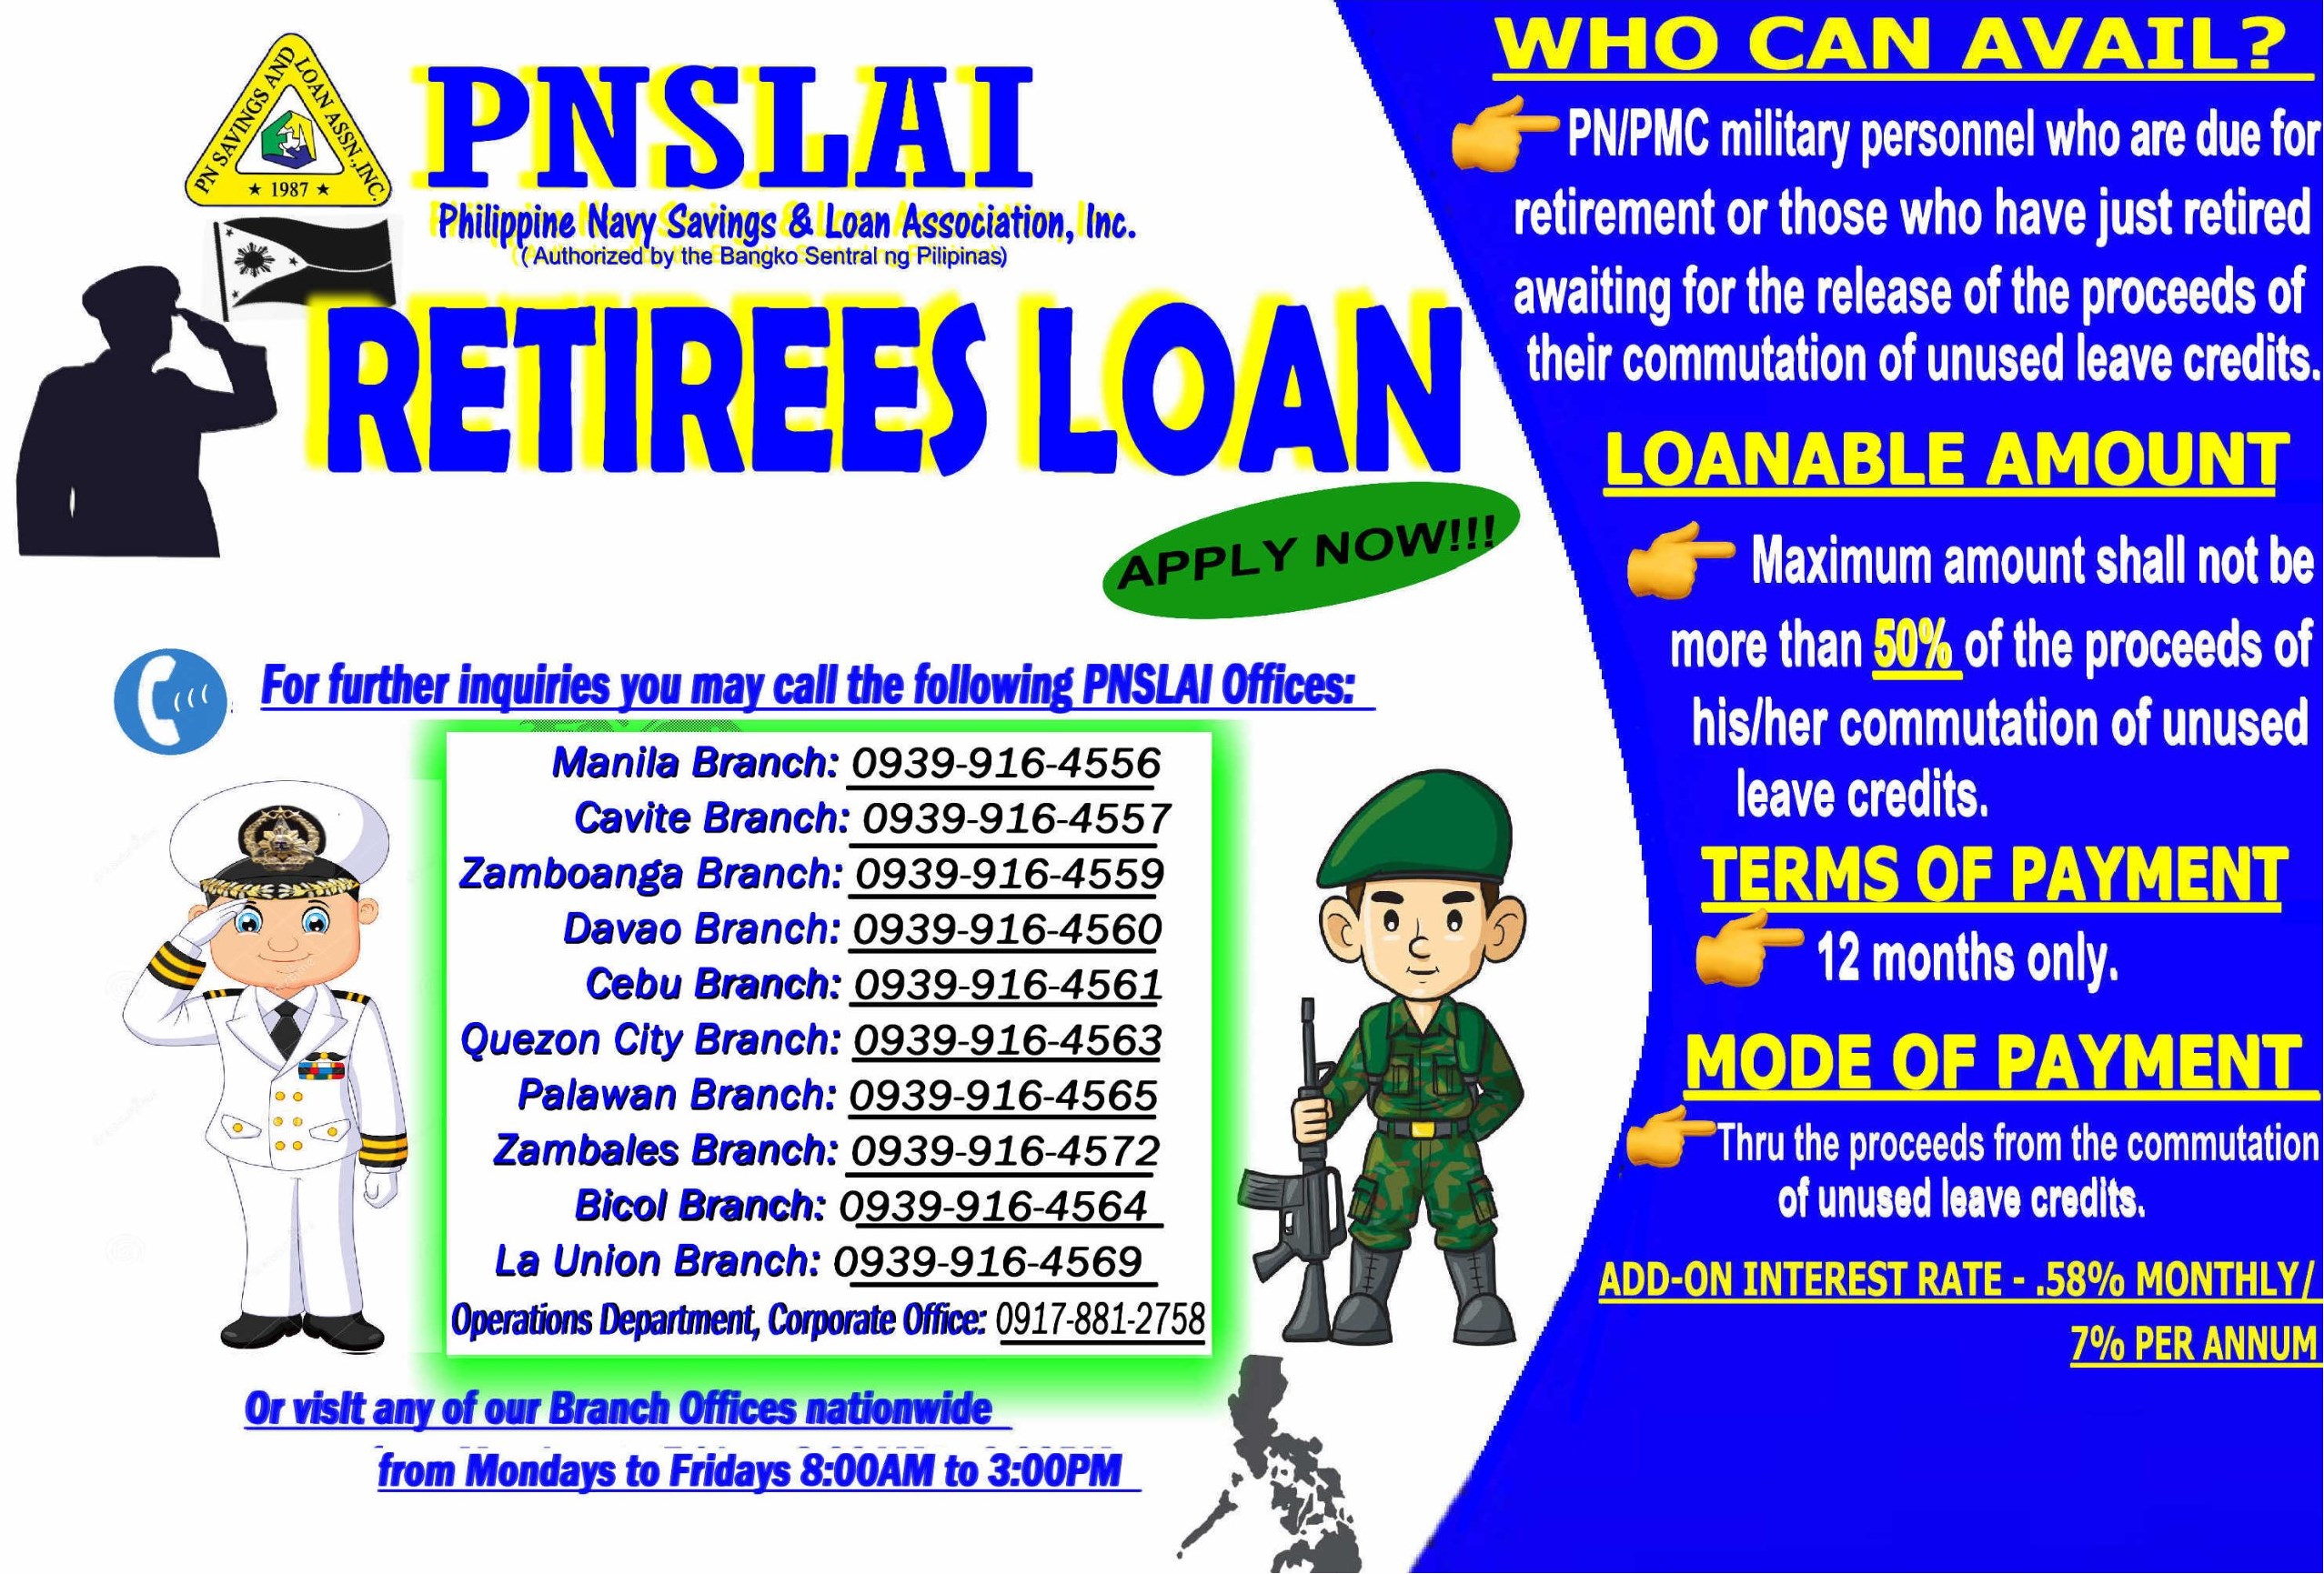 PN SAVINGS AND LOAN ASSN.,INC.
★ 1987 ★
PNSLAI
Philippine Navy Savings & Loan Association, Inc.
(Authorized by the Bangko Sentral ng Pilipinas)
RETIREES LOAN
APPLY NOW!!!
For further inquiries you may call the following PNSLAI Offices:
Manila Branch: 0939-916-4556
Cavite Branch: 0939-916-4557
Zamboanga Branch: 0939-916-4559
Davao Branch: 0939-916-4560
Cebu Branch: 0939-916-4561
Quezon City Branch: 0939-916-4563
Palawan Branch: 0939-916-4565
Zambales Branch: 0939-916-4572
Bicol Branch: 0939-916-4564
La Union Branch: 0939-916-4569
Operations Department, Corporate Office: 0917-881-2758
Or visIt any of our Branch Offices nationwide
from Mondays to Fridays 8:00AM to 3:00PM
WHO CAN AVAIL?
PN/PMC military personnel who are due for
retirement or those who have just retired
awaiting for the release of the proceeds of
their commutation of unused leave credits.
LOANABLE AMOUNT
Maximum amount shall not be
more than 50% of the proceeds of
his/her commutation of unused
leave credits.
TERMS OF PAYMENT
12 months only.
MODE OF PAYMENT
Thru the proceeds from the commutation
of unused leave credits.
ADD-ON INTEREST RATE - .58% MONTHLY/
7% PER ANNUM